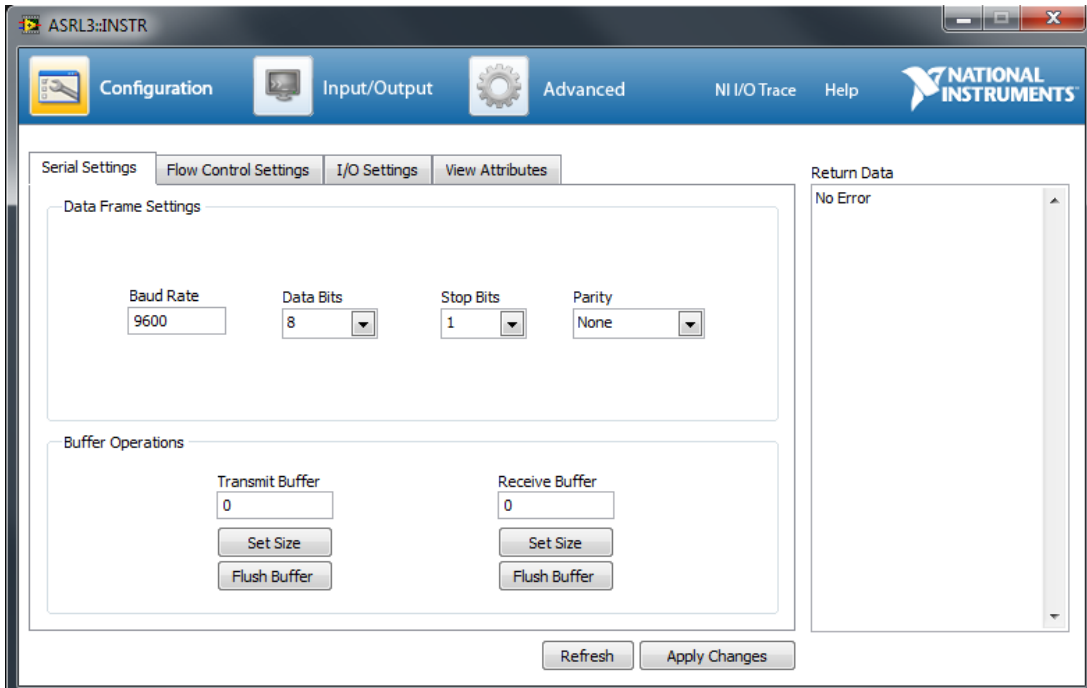 ASRL3::INSTR
Configuration
Input/Output
Advanced
NI I/O Trace
Help
NATIONAL
INSTRUMENTS
Serial Settings
Flow Control Settings
I/O Settings
View Attributes
Return Data
No Error
Data Frame Settings
Baud Rate
Data Bits
Stop Bits
Parity
9600
8
1
None
Buffer Operations
Transmit Buffer
Receive Buffer
0
0
Set Size
Set Size
Flush Buffer
Flush Buffer
Refresh
Apply Changes